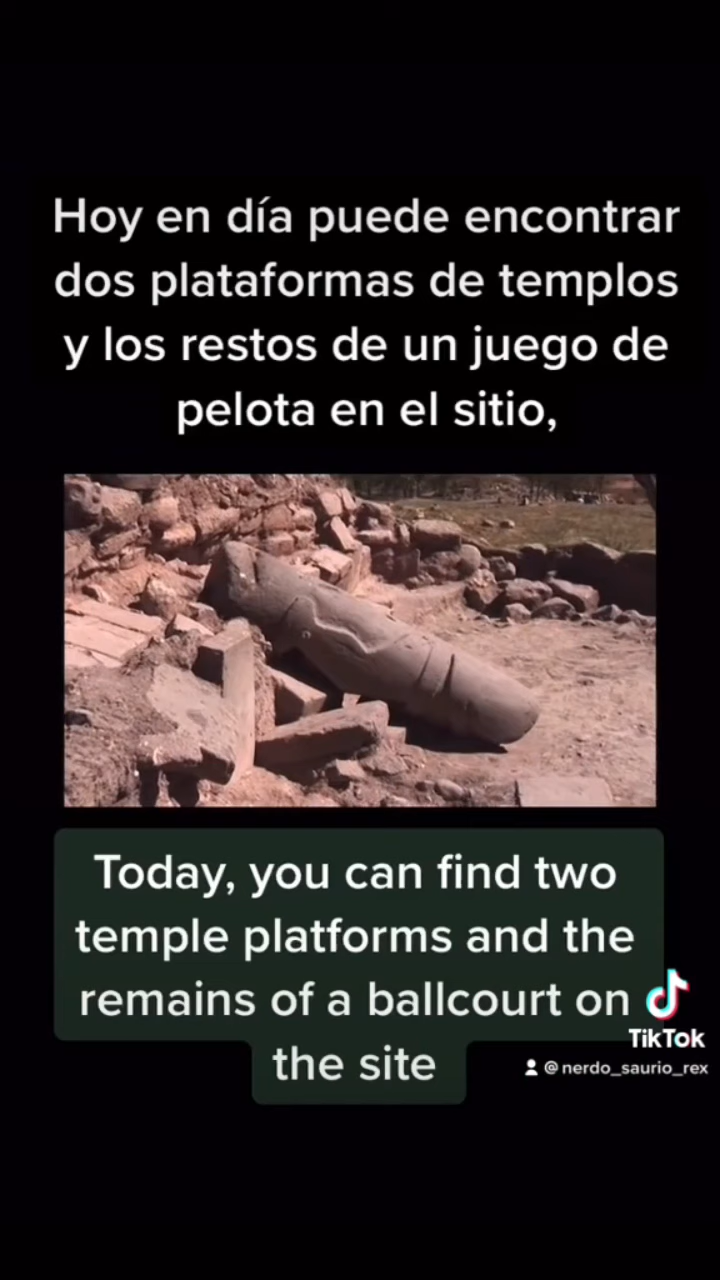 Hoy en día puede encontrar
dos plataformas de templos
y los restos de un juego de
pelota en el sitio,
Today, you can find two
temple platforms and the
remains of a ballcourt on
the site
TikTok
@nerdo_saurio_rex